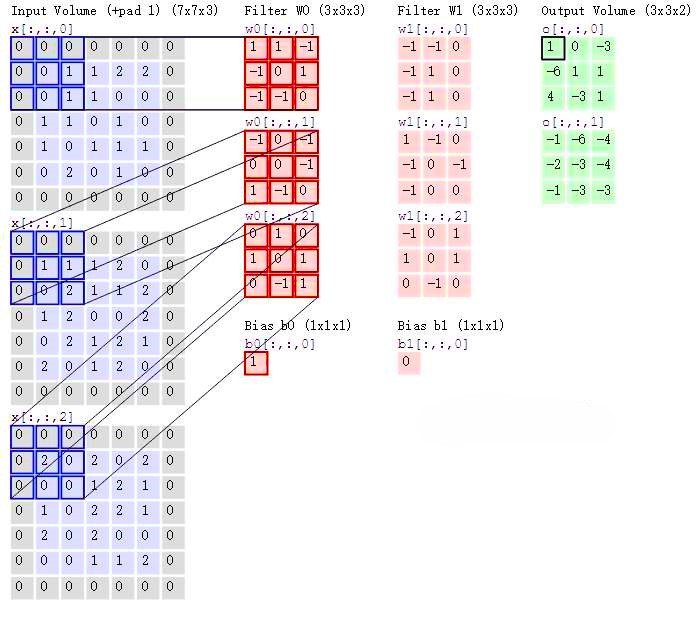 Input Volume (+pad 1) (7x7x3)
x[:,:,0]
0 0 0 0 0 0 0
0 0 1 1 2 2 0
0 0 1 1 0 0 0
0 1 1 0 1 0 0
0 1 0 1 1 1 0
0 0 2 0 1 0 0
0 0 0 0 0 0 0
x[:,:,1]
0 0 0 0 0 0 0
0 1 1 1 2 0 0
0 0 2 1 1 2 0
0 1 2 0 0 2 0
0 0 2 1 2 1 0
0 2 0 1 2 0 0
0 0 0 0 0 0 0
x[:,:,2]
0 0 0 0 0 0 0
0 2 0 2 0 2 0
0 0 0 1 2 1 0
0 1 0 2 2 1 0
0 2 0 2 0 0 0
0 0 0 1 1 2 0
0 0 0 0 0 0 0
Filter W0 (3x3x3)
w0[:,:,0]
1 1 -1
-1 0 1
-1 -1 0
w0[:,:,1]
-1 0 -1
0 0 -1
1 -1 0
w0[:,:,2]
0 1 0
1 0 1
0 -1 1
Bias b0 (1x1x1)
b0[:,:,0]
1
Filter W1 (3x3x3)
w1[:,:,0]
-1 -1 0
-1 1 0
-1 1 0
w1[:,:,1]
1 -1 0
-1 0 -1
-1 0 0
w1[:,:,2]
-1 0 1
1 0 1
0 -1 0
Bias b1 (1x1x1)
b1[:,:,0]
0
Output Volume (3x3x2)
o[:,:,0]
1 0 -3
-6 1 1
4 -3 1
o[:,:,1]
-1 -6 -4
-2 -3 -4
-1 -3 -3